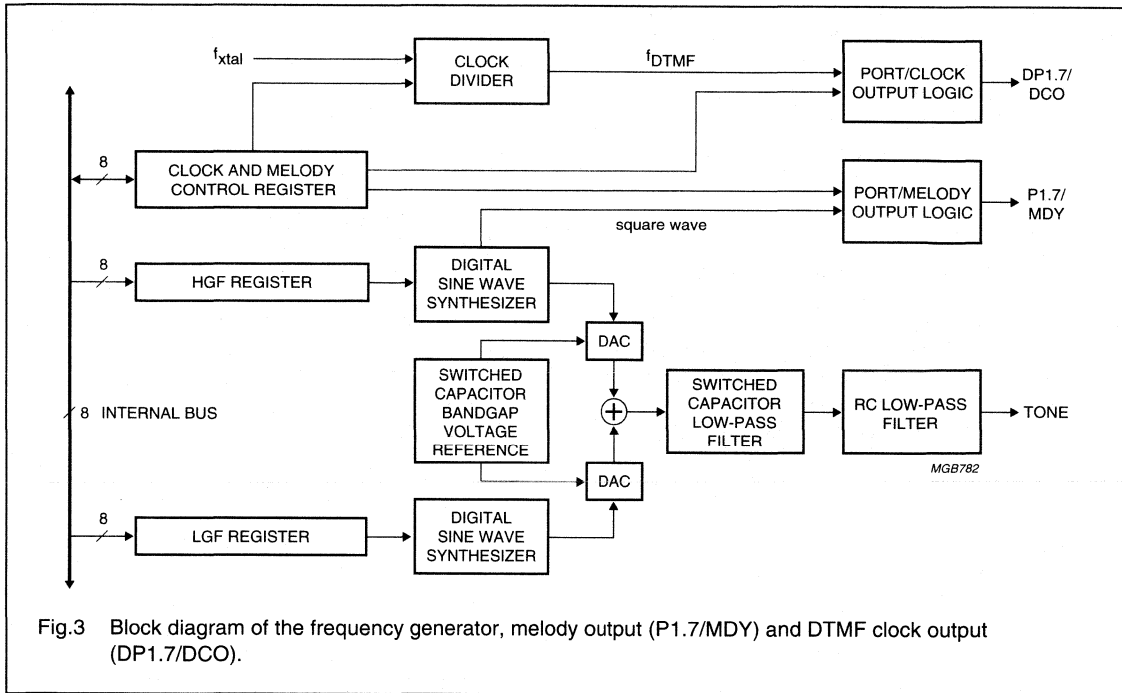 f_xtal
CLOCK
DIVIDER
f_DTMF
PORT/CLOCK
OUTPUT LOGIC
DP1.7/
DCO
8
CLOCK AND MELODY
CONTROL REGISTER
PORT/MELODY
OUTPUT LOGIC
P1.7/
MDY
square wave
8
HGF REGISTER
DIGITAL
SINE WAVE
SYNTHESIZER
DAC
SWITCHED
CAPACITOR
BANDGAP
VOLTAGE
REFERENCE
+
SWITCHED
CAPACITOR
LOW-PASS
FILTER
RC LOW-PASS
FILTER
TONE
8 INTERNAL BUS
MGB782
DAC
8
LGF REGISTER
DIGITAL
SINE WAVE
SYNTHESIZER
Fig.3 Block diagram of the frequency generator, melody output (P1.7/MDY) and DTMF clock output
(DP1.7/DCO).